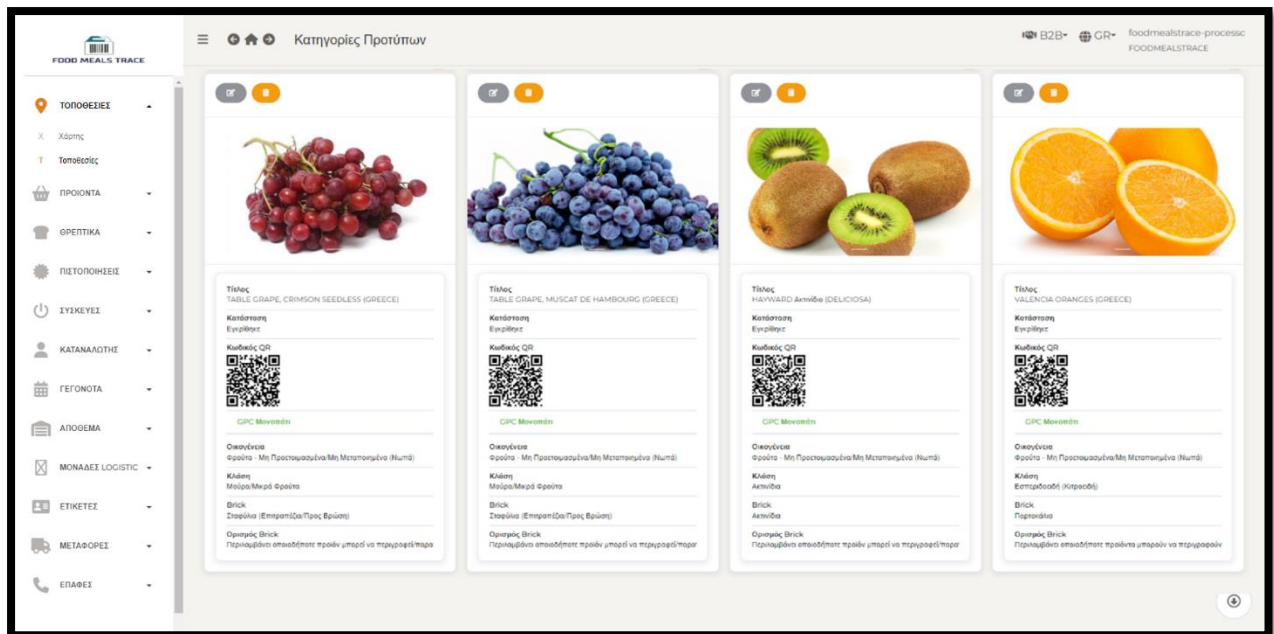 FOOD MEALS TRACE
Κατηγορίες Προτύπων
B2B
GR
foodmealstrace-processc
FOODMEALSTRACE
ΤΟΠΟΘΕΣΙΕΣ
Χ Χάρτης
Τ Τοποθεσίες
ΠΡΟΙΟΝΤΑ
ΘΡΕΠΤΙΚΑ
ΠΙΣΤΟΠΟΙΗΣΕΙΣ
ΣΥΣΚΕΥΕΣ
ΚΑΤΑΝΑΛΩΤΗΣ
ΓΕΓΟΝΟΤΑ
ΑΠΟΘΕΜΑ
ΜΟΝΑΔΕΣ LOGISTIC
ΕΤΙΚΕΤΕΣ
ΜΕΤΑΦΟΡΕΣ
ΕΠΑΦΕΣ
Τίτλος
TABLE GRAPE, CRIMSON SEEDLESS (GREECE)
Κατάσταση
Εγκρίθηκε
Κωδικός QR
GPC Μονοπάτι
Οικογένεια
Φρούτα - Μη Προετοιμασμένα/Μη Μεταποιημένα (Νωπά)
Κλάση
Μούρα/Μικρά Φρούτα
Brick
Σταφύλια (Επιτραπέζια/Προς Βρώση)
Ορισμός Brick
Περιλαμβάνει οποιοδήποτε προϊόν μπορεί να περιγραφεί/παρα
Τίτλος
TABLE GRAPE, MUSCAT DE HAMBOURG (GREECE)
Κατάσταση
Εγκρίθηκε
Κωδικός QR
GPC Μονοπάτι
Οικογένεια
Φρούτα - Μη Προετοιμασμένα/Μη Μεταποιημένα (Νωπά)
Κλάση
Μούρα/Μικρά Φρούτα
Brick
Σταφύλια (Επιτραπέζια/Προς Βρώση)
Ορισμός Brick
Περιλαμβάνει οποιοδήποτε προϊόν μπορεί να περιγραφεί/παρα
Τίτλος
HAYWARD Ακτινίδια (DELICIOSA)
Κατάσταση
Εγκρίθηκε
Κωδικός QR
GPC Μονοπάτι
Οικογένεια
Φρούτα - Μη Προετοιμασμένα/Μη Μεταποιημένα (Νωπά)
Κλάση
Ακτινίδια
Brick
Ακτινίδια
Ορισμός Brick
Περιλαμβάνει οποιοδήποτε προϊόν μπορεί να περιγραφεί/παρα
Τίτλος
VALENCIA ORANGES (GREECE)
Κατάσταση
Εγκρίθηκε
Κωδικός QR
GPC Μονοπάτι
Οικογένεια
Φρούτα - Μη Προετοιμασμένα/Μη Μεταποιημένα (Νωπά)
Κλάση
Εσπεριδοειδή (Κιτροειδή)
Brick
Πορτοκάλια
Ορισμός Brick
Περιλαμβάνει οποιοδήποτε προϊόντα μπορούν να περιγραφούν